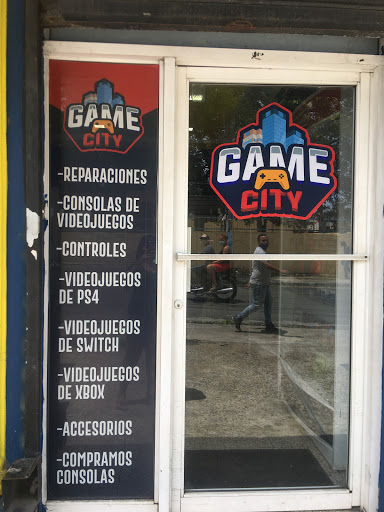 GAME
CITY
-REPARACIONES
-CONSOLAS DE
VIDEOJUEGOS
-CONTROLES
-VIDEOJUEGOS
DE PS4
-VIDEOJUEGOS
DE SWITCH
-VIDEOJUEGOS
DE XBOX
-ACCESORIOS
-COMPRAMOS
CONSOLAS
GAME
CITY